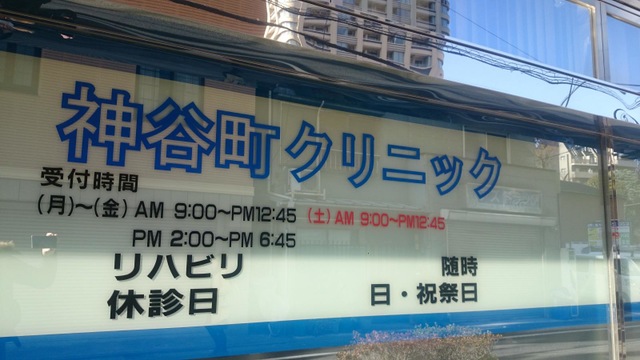 神谷町クリニック
受付時間
(月)～(金) AM 9:00～PM12:45 (土) AM 9:00～PM12:45
PM 2:00～PM 6:45
リハビリ 随時
休診日 日・祝祭日